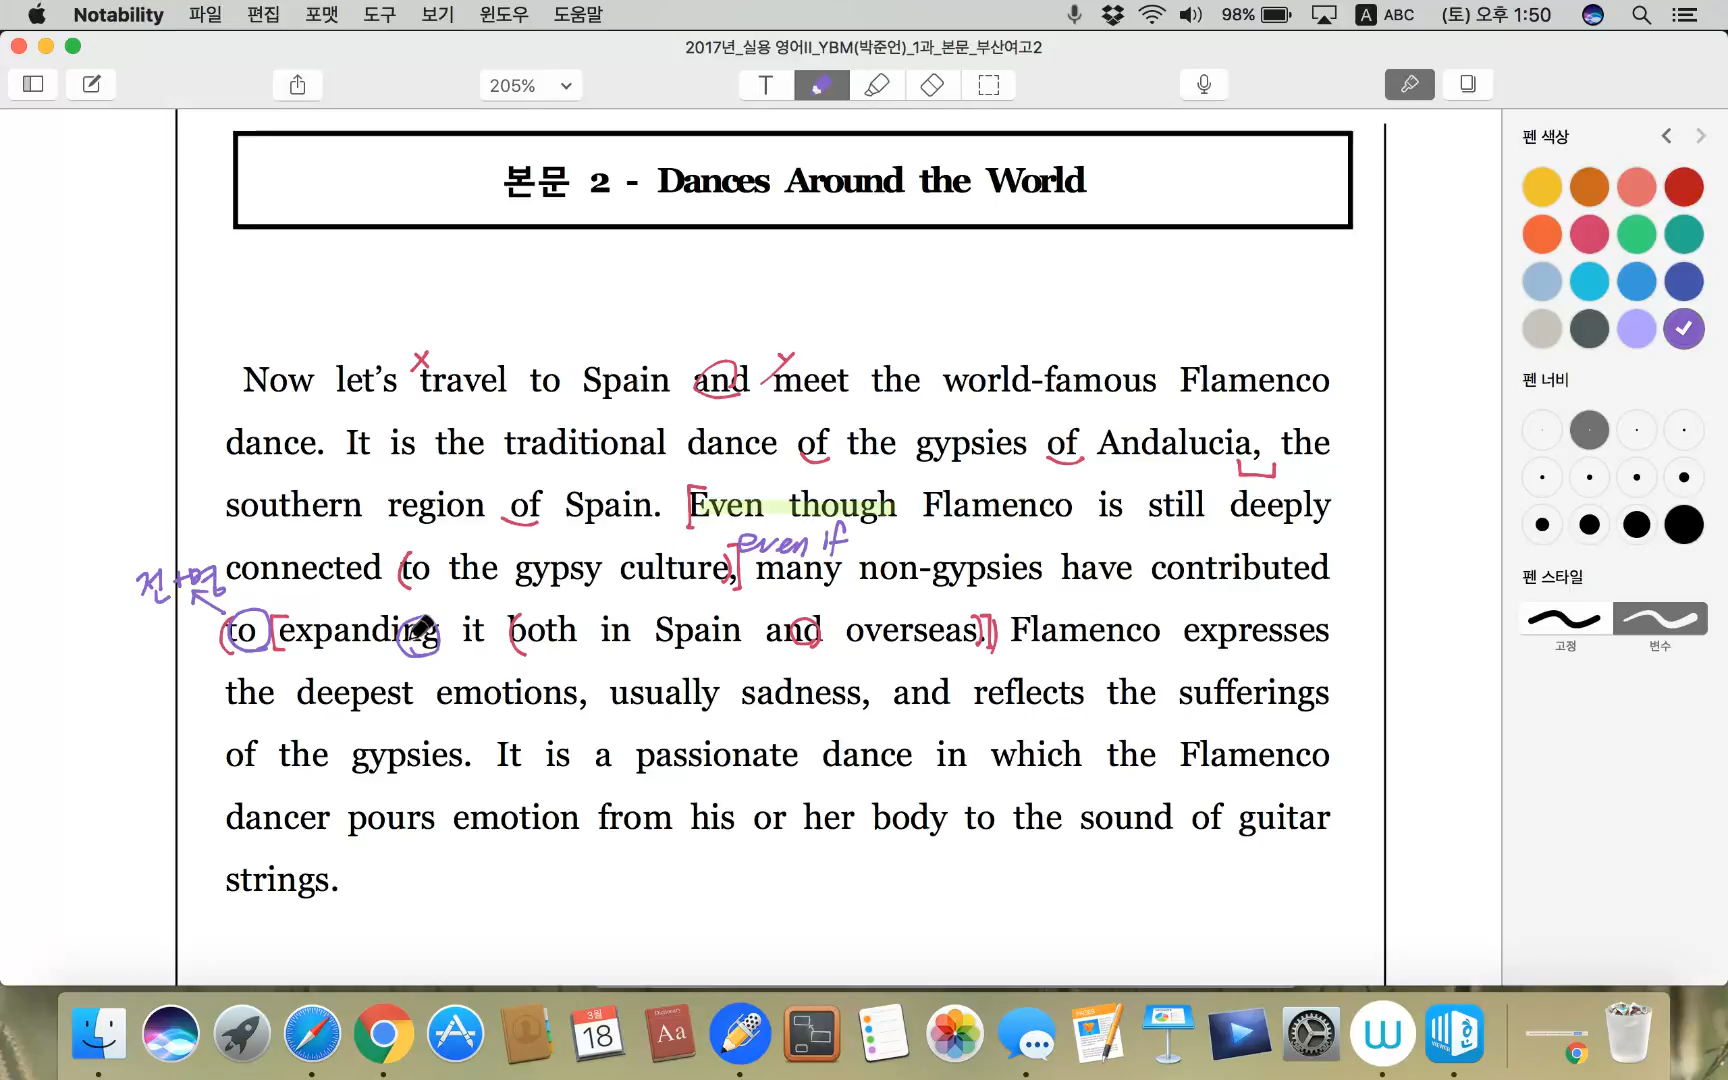 Notability 파일 편집 포맷 도구 보기 윈도우 도움말 98% A ABC (토) 오후 1:50
2017년_실용 영어II_YBM(박준언)_1과_본문_부산여고2
205% T
펜 색상
본문 2 - Dances Around the World
x
Now let's travel to Spain and meet the world-famous Flamenco
dance. It is the traditional dance of the gypsies of Andalucia, the
southern region of Spain. Even though Flamenco is still deeply
even if
connected to the gypsy culture, many non-gypsies have contributed
전+명
to expanding it both in Spain and overseas. Flamenco expresses
the deepest emotions, usually sadness, and reflects the sufferings
of the gypsies. It is a passionate dance in which the Flamenco
dancer pours emotion from his or her body to the sound of guitar
strings.
펜 너비
펜 스타일
고정 변수
3월
18
Aa
W